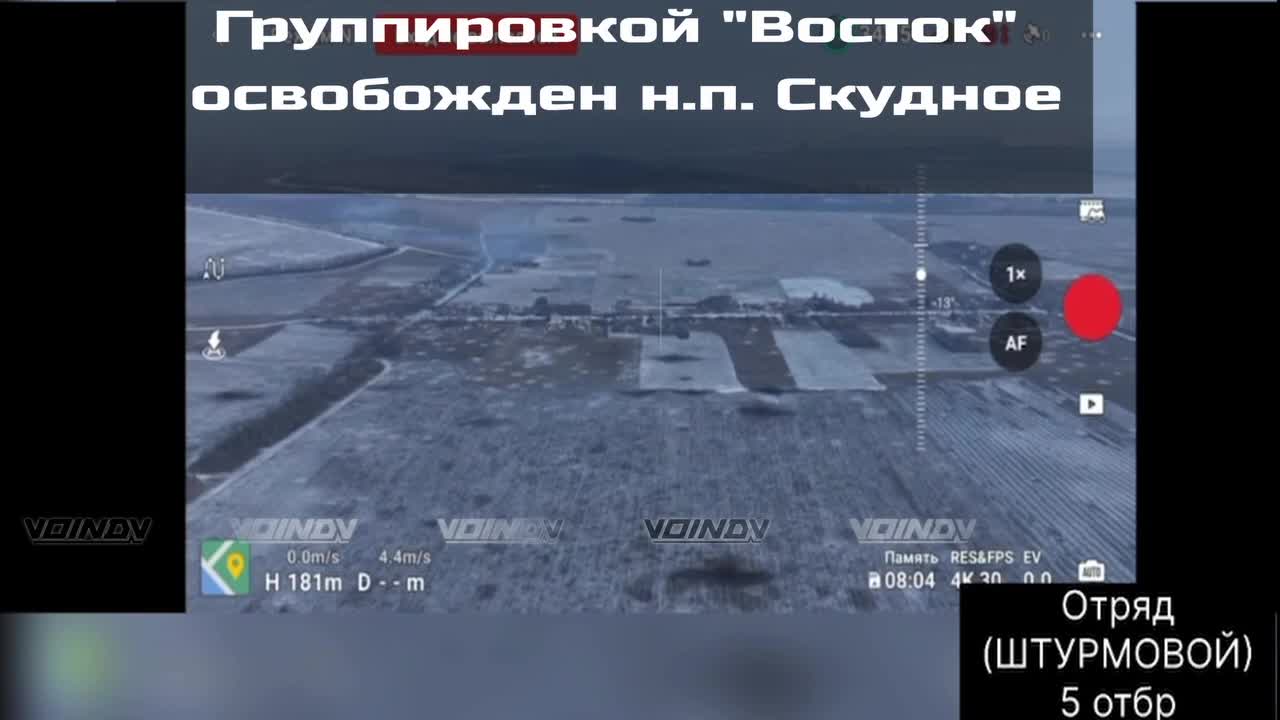 Группировкой "Восток"
освобожден н.п. Скудное
1×
-13°
AF
VOINDV VOINDV VOINDV VOINDV VOINDV
0.0m/s 4.4m/s
H 181m D - - m
Память RES&FPS EV
08:04 4K 30 0.0
AUTO
Отряд
(ШТУРМОВОЙ)
5 отбр